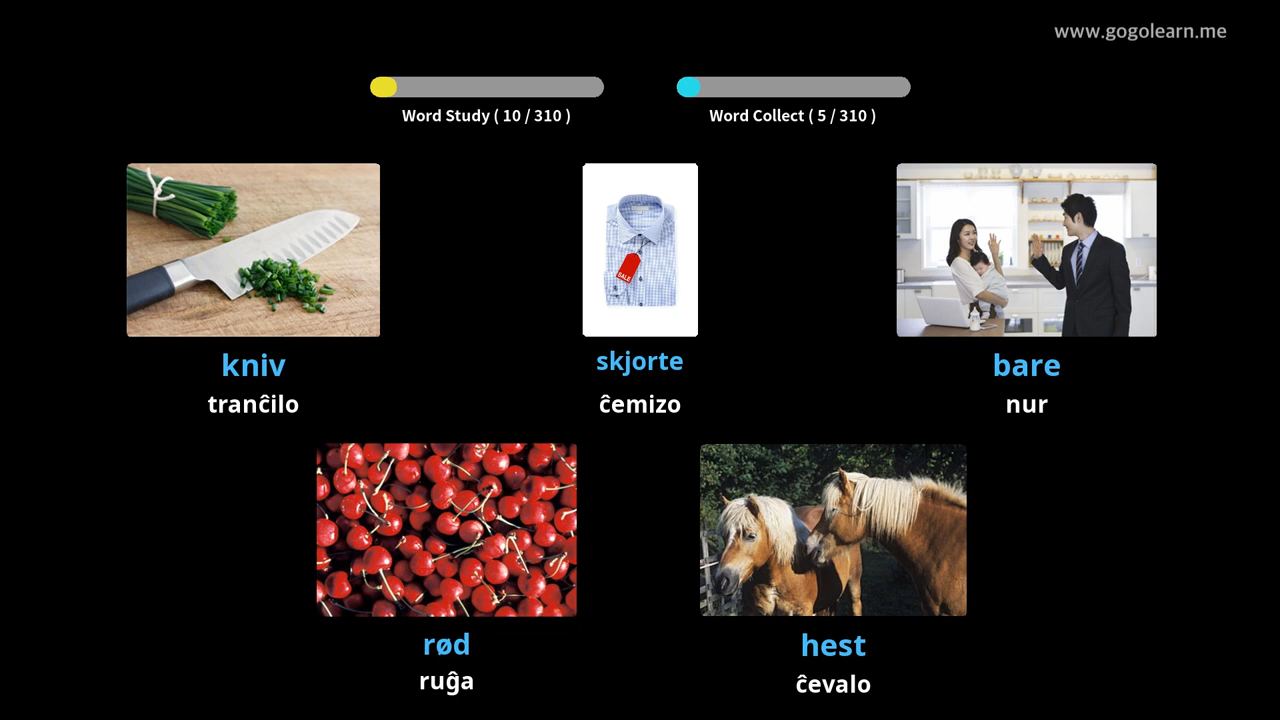 www.gogolearn.me
Word Study ( 10 / 310 )
Word Collect ( 5 / 310 )
SALE
kniv
tranĉilo
skjorte
ĉemizo
bare
nur
rød
ruĝa
hest
ĉevalo